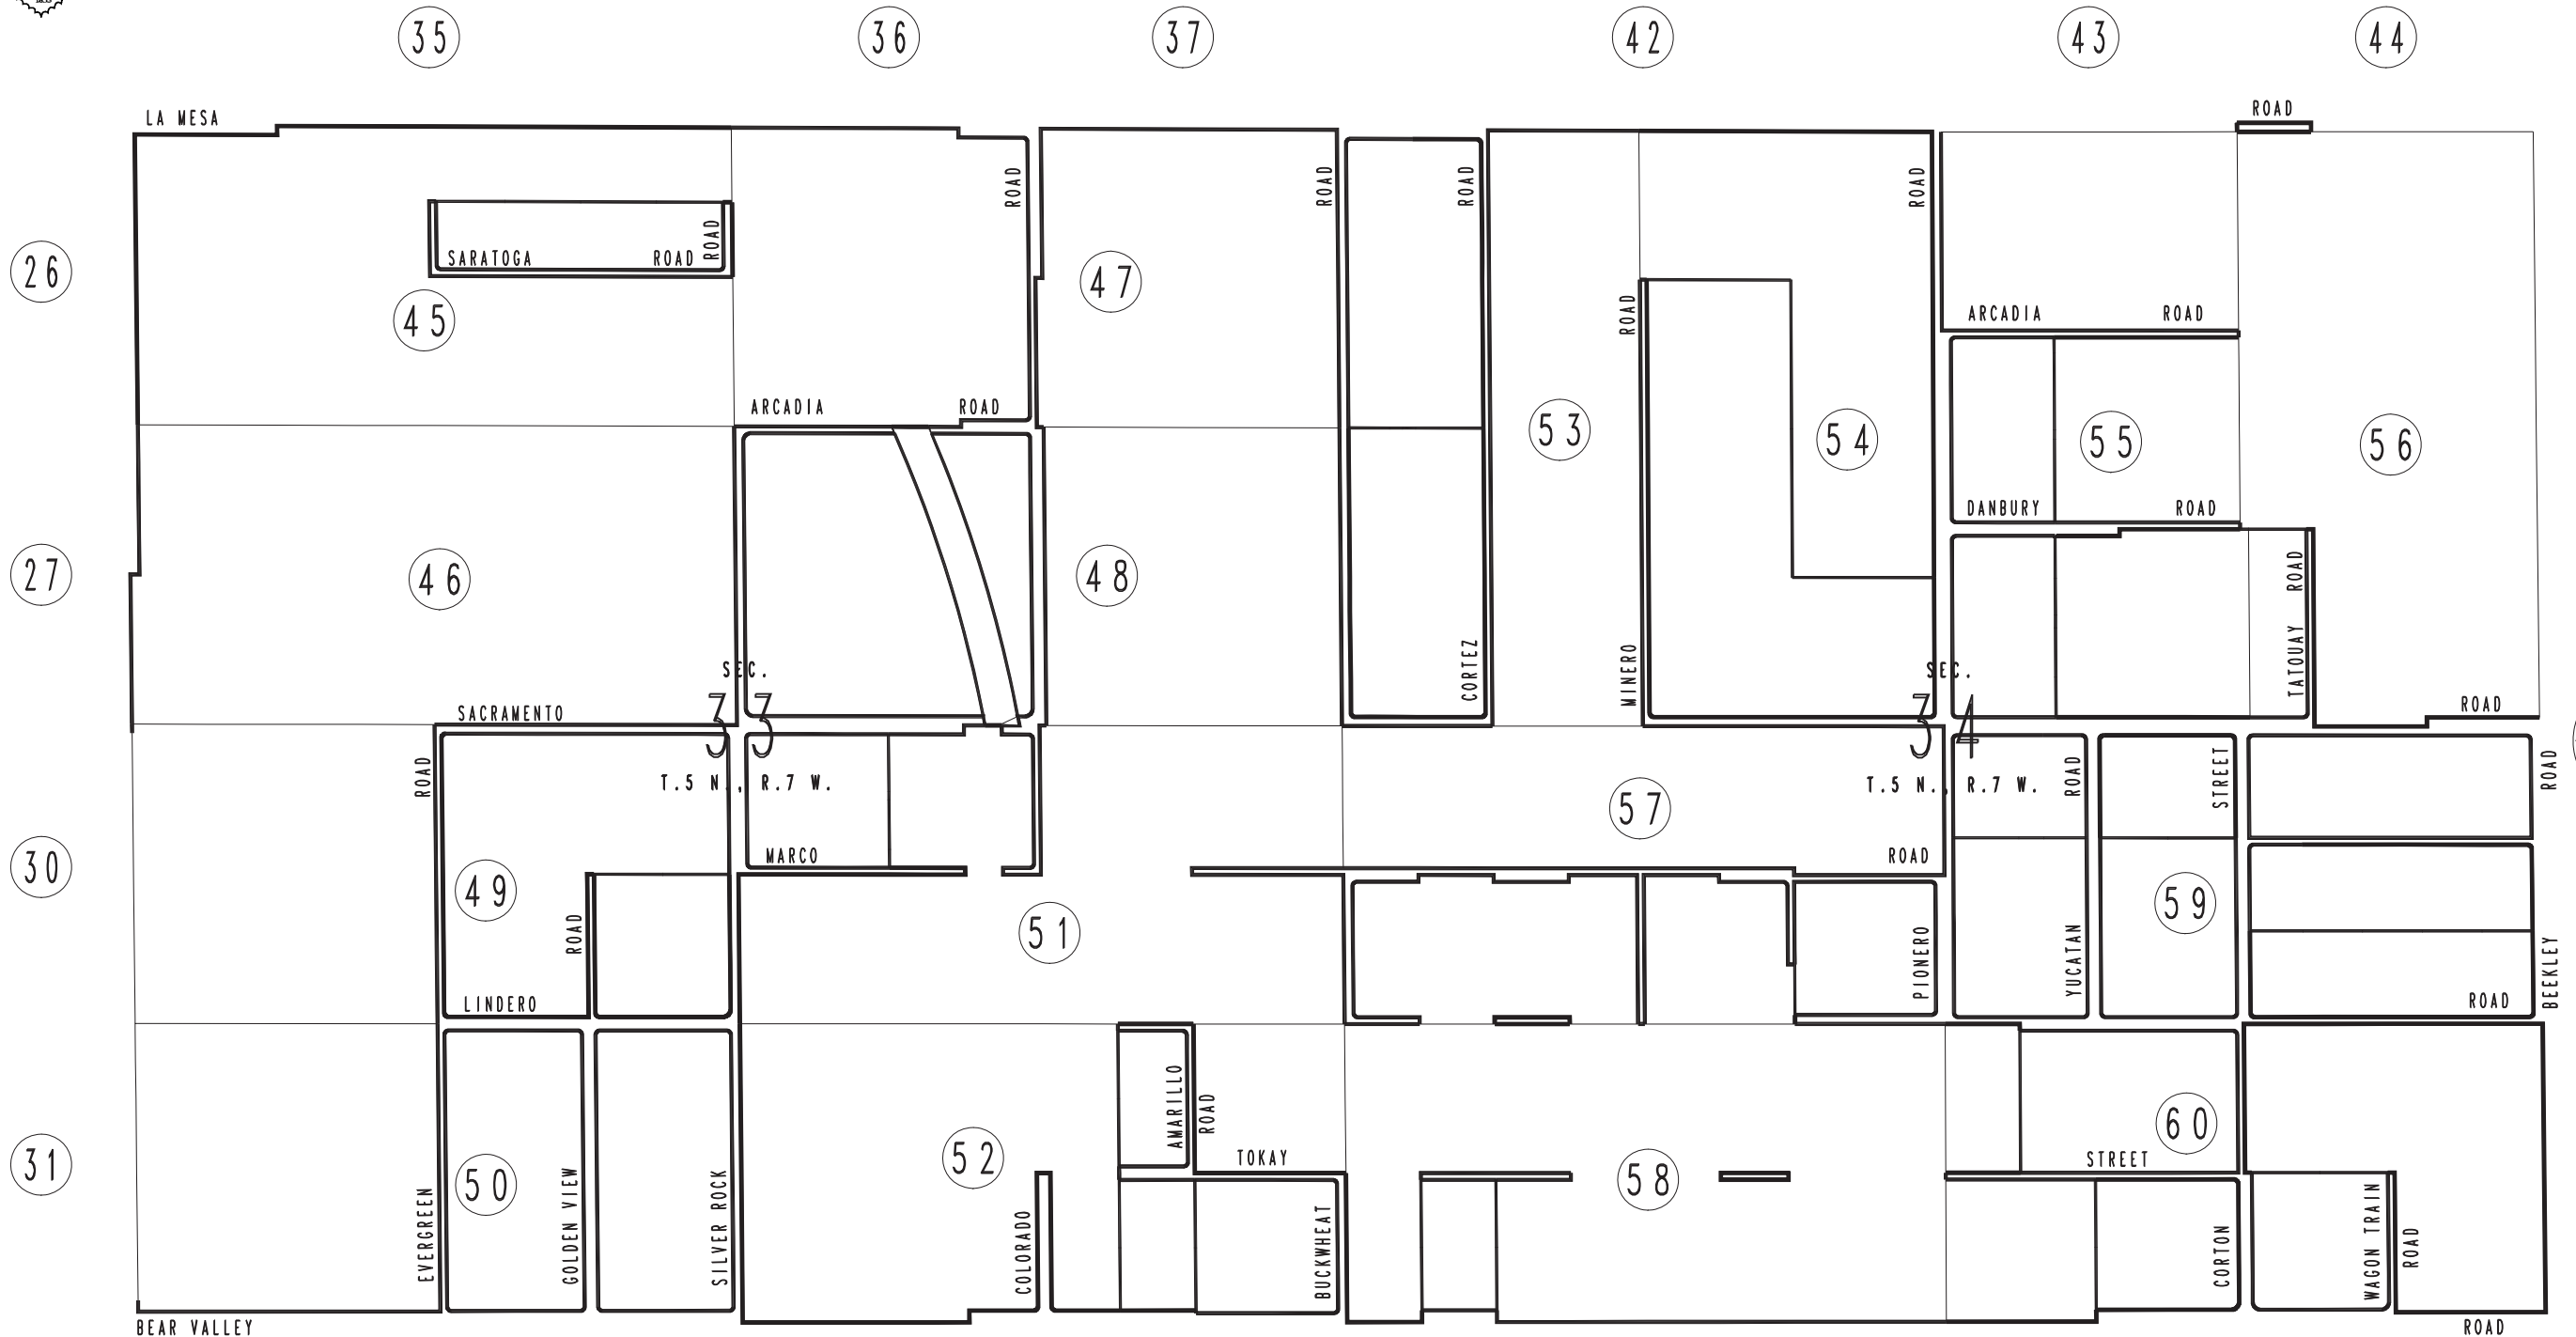 35
36
37
42
43
44
LA MESA
ROAD
ROAD
ROAD
ROAD
ROAD
SARATOGA ROAD
ROAD
26
45
47
ROAD
ARCADIA ROAD
ARCADIA ROAD
53
54
55
56
DANBURY ROAD
27
46
48
CORTEZ
MINERO
TAIOUAY ROAD
SEC.
33
T.5 N., R.7 W.
SEC.
34
T.5 N., R.7 W.
SACRAMENTO
ROAD
ROAD
ROAD
STREET
ROAD
57
MARCO
ROAD
30
49
51
59
ROAD
PIONERO
YUCATAN
BEEKLEY
LINDERO
ROAD
AMARILLO
ROAD
60
31
50
52
58
TOKAY
STREET
EVERGREEN
GOLDEN VIEW
SILVER ROCK
COLORADO
BUCKWHEAT
CORTON
WAGON TRAIN
ROAD
BEAR VALLEY
ROAD